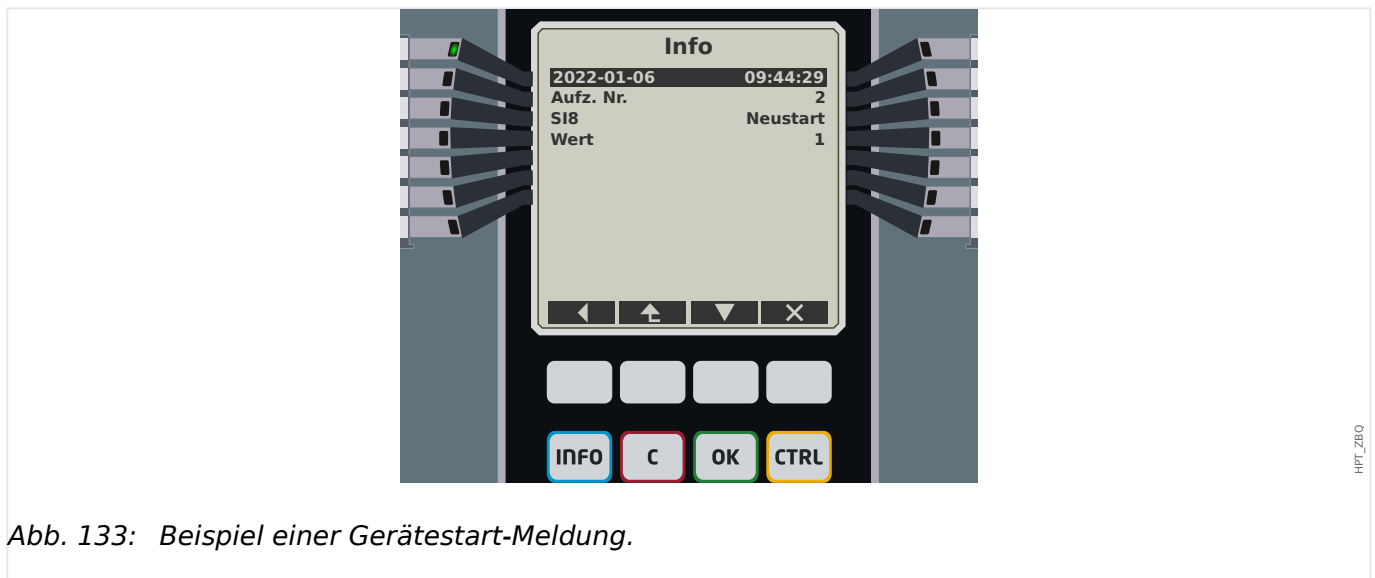 Info
2022-01-06 09:44:29
Aufz. Nr. 2
SI8 Neustart
Wert 1
INFO C OK CTRL
HPT_ZBQ
Abb. 133: Beispiel einer Gerätestart-Meldung.